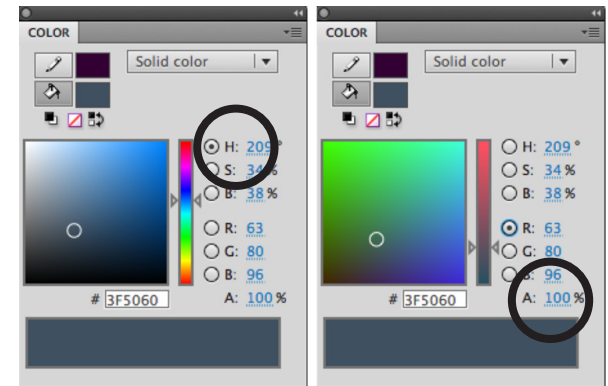 COLOR
Solid color
H: 209 °
S: 34 %
B: 38 %
R: 63
G: 80
B: 96
# 3F5060 A: 100 %
COLOR
Solid color
H: 209 °
S: 34 %
B: 38 %
R: 63
G: 80
B: 96
# 3F5060 A: 100 %